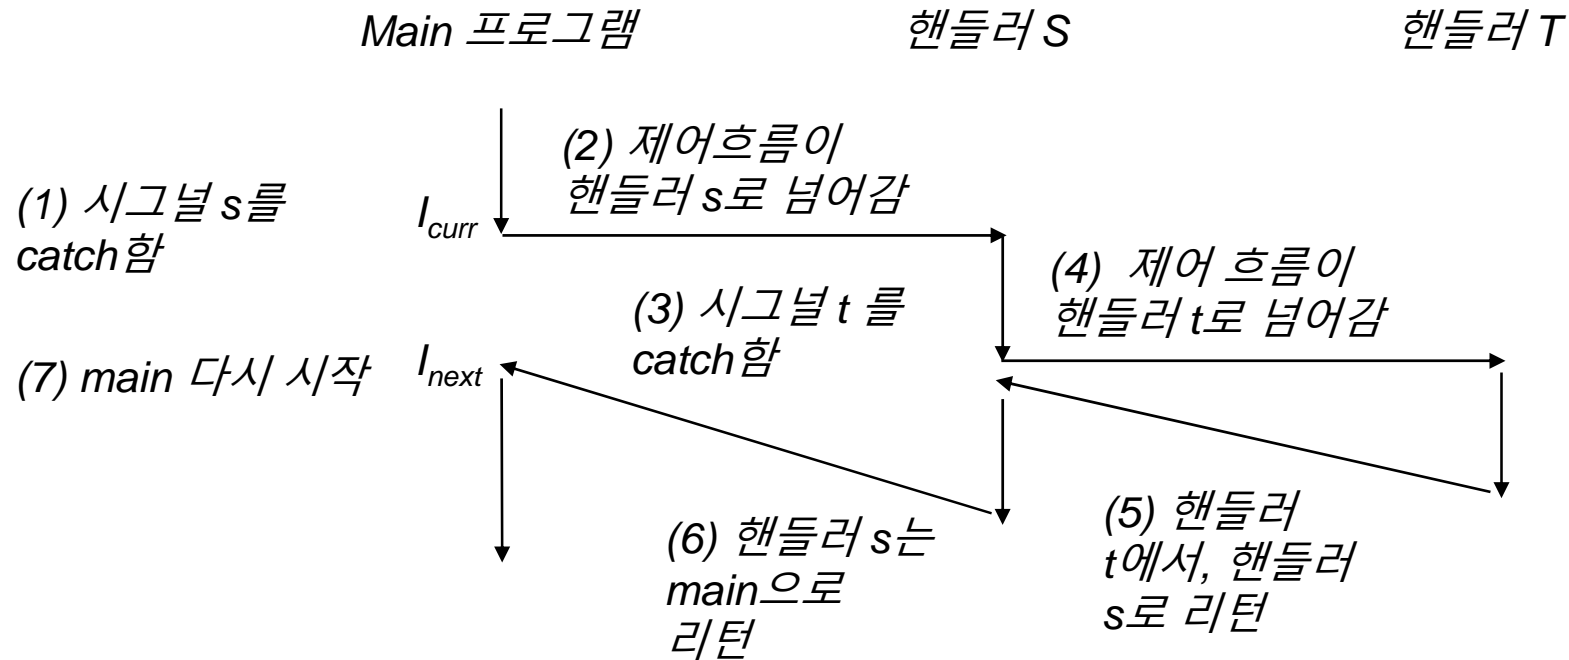 Main 프로그램
핸들러 S
핸들러 T
(1) 시그널 s를
catch함
I_curr
(2) 제어흐름이
핸들러 s로 넘어감
(3) 시그널 t 를
catch함
(4) 제어 흐름이
핸들러 t로 넘어감
(7) main 다시 시작
I_next
(6) 핸들러 s는
main으로
리턴
(5) 핸들러
t에서, 핸들러
s로 리턴